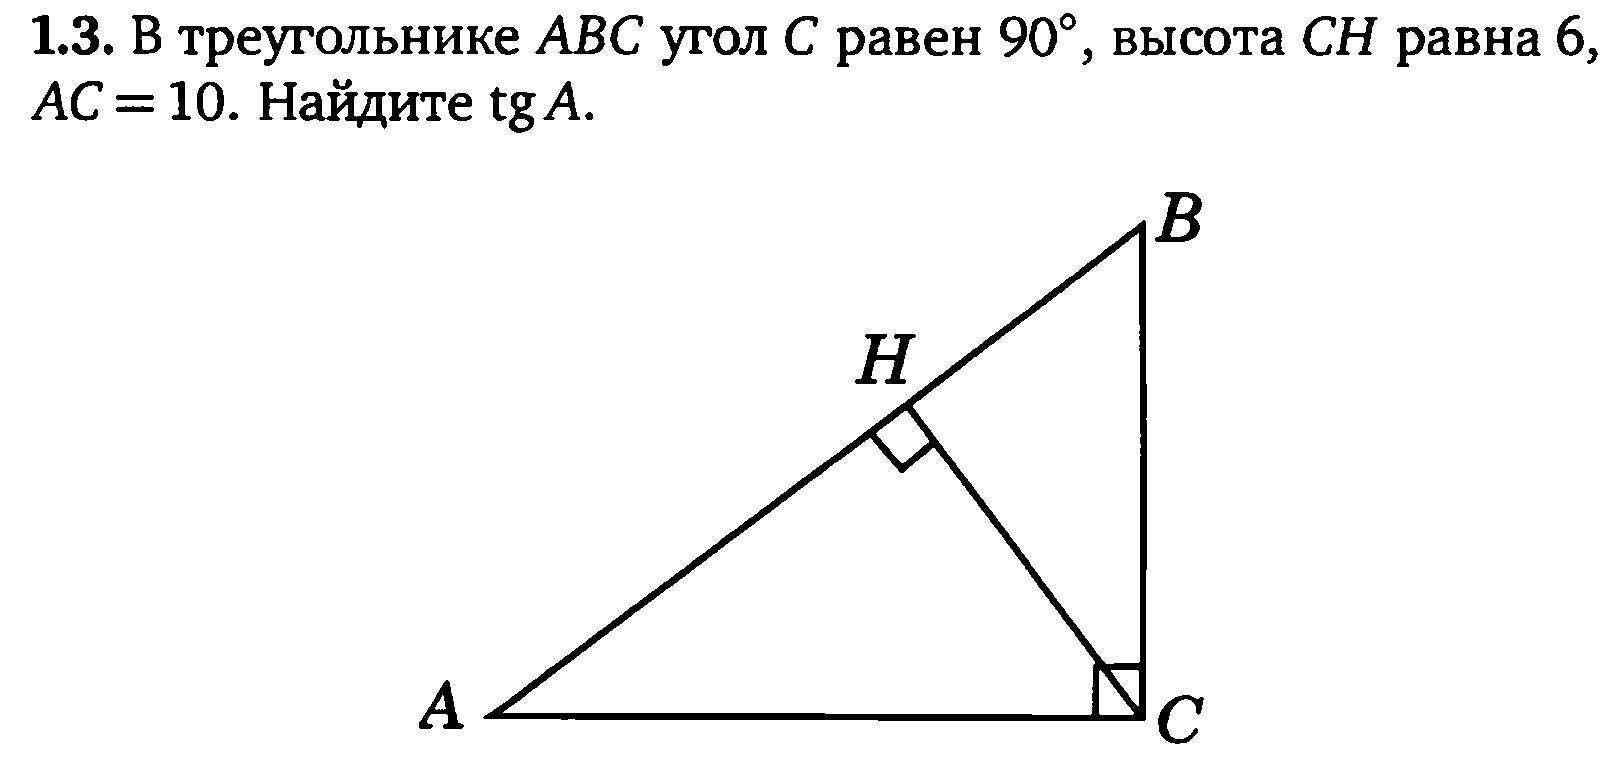 1.3. В треугольнике ABC угол C равен 90°, высота CH равна 6,
AC = 10. Найдите tg A.
B
H
A
C